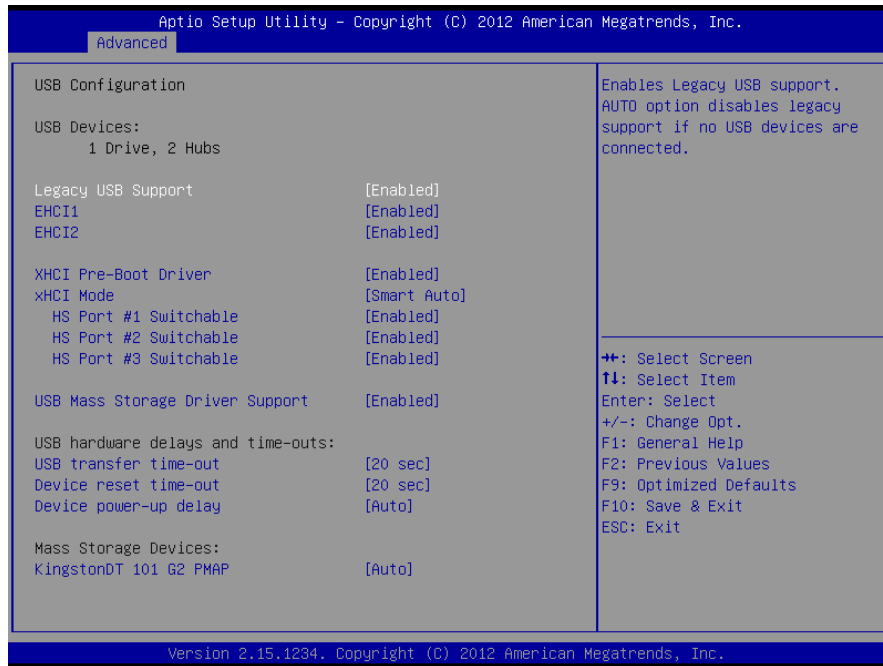 Aptio Setup Utility – Copyright (C) 2012 American Megatrends, Inc.
Advanced
USB Configuration
USB Devices:
1 Drive, 2 Hubs
Legacy USB Support [Enabled]
EHCI1 [Enabled]
EHCI2 [Enabled]
XHCI Pre-Boot Driver [Enabled]
xHCI Mode [Smart Auto]
HS Port #1 Switchable [Enabled]
HS Port #2 Switchable [Enabled]
HS Port #3 Switchable [Enabled]
USB Mass Storage Driver Support [Enabled]
USB hardware delays and time-outs:
USB transfer time-out [20 sec]
Device reset time-out [20 sec]
Device power-up delay [Auto]
Mass Storage Devices:
KingstonDT 101 G2 PMAP [Auto]
Enables Legacy USB support.
AUTO option disables legacy
support if no USB devices are
connected.
→←: Select Screen
↑↓: Select Item
Enter: Select
+/-: Change Opt.
F1: General Help
F2: Previous Values
F9: Optimized Defaults
F10: Save & Exit
ESC: Exit
Version 2.15.1234. Copyright (C) 2012 American Megatrends, Inc.